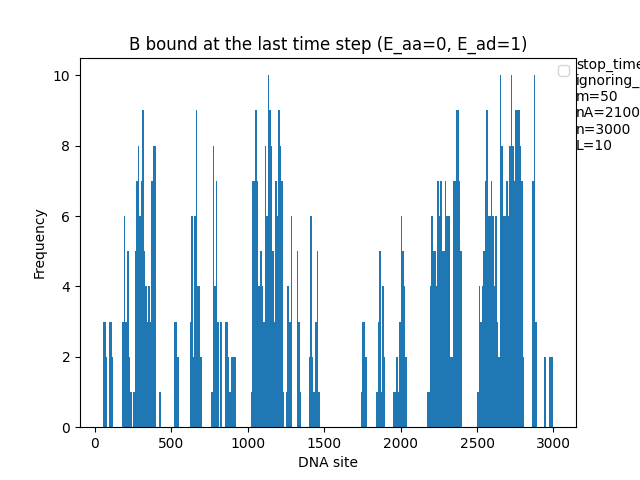 B bound at the last time step (E_aa=0, E_ad=1)
stop_time
ignoring_
m=50
nA=2100
n=3000
L=10
10
8
6
4
2
0
Frequency
0 500 1000 1500 2000 2500 3000
DNA site